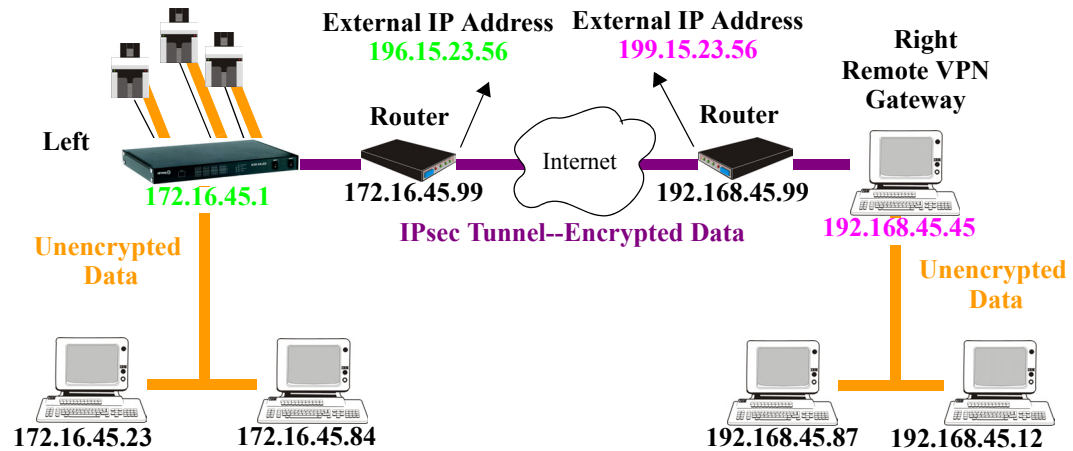 External IP Address
196.15.23.56
External IP Address
199.15.23.56
Right
Remote VPN
Gateway
Left
Router
Router
Internet
172.16.45.1
172.16.45.99
192.168.45.99
192.168.45.45
IPsec Tunnel--Encrypted Data
Unencrypted
Data
Unencrypted
Data
172.16.45.23
172.16.45.84
192.168.45.87
192.168.45.12